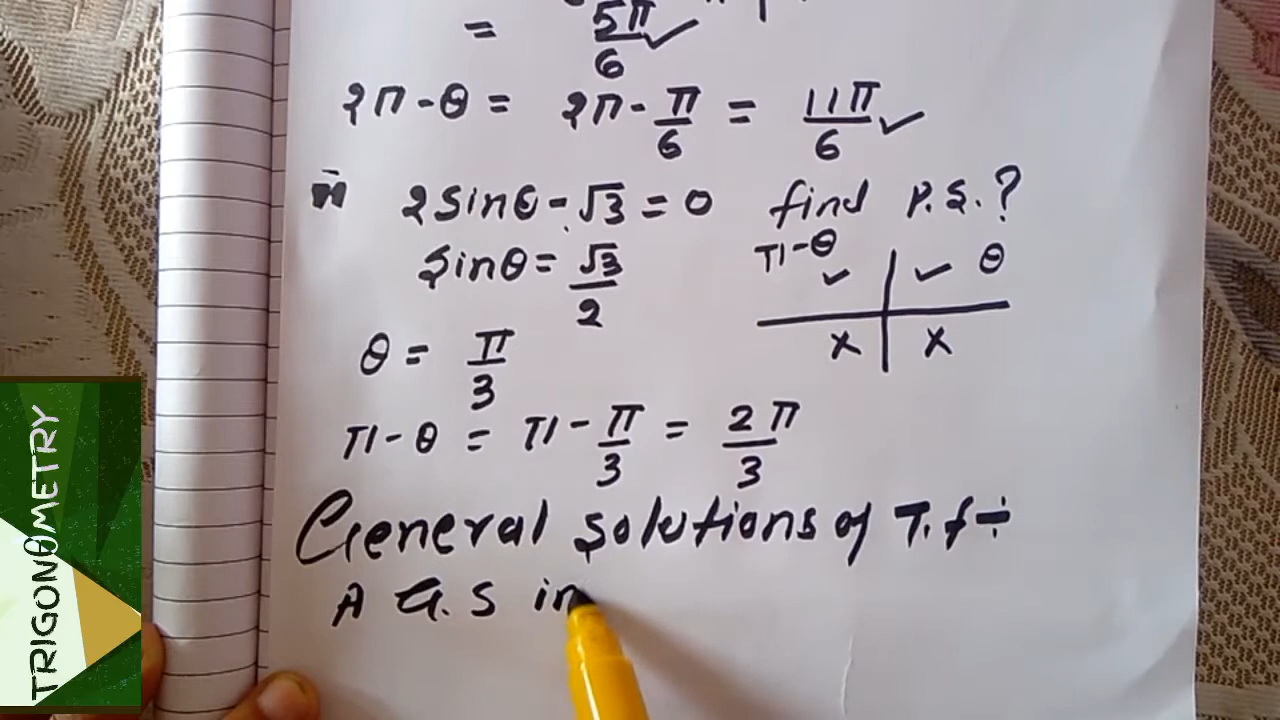 = 5π/6 ✓
2π - θ = 2π - π/6 = 11π/6 ✓
2sinθ - √3 = 0 find P.S.?
sinθ = √3/2
π-θ ✓ | ✓ θ
x | x
θ = π/3
π - θ = π - π/3 = 2π/3
General solutions of T.f ÷
A G.S in
TRIGONθMETRY